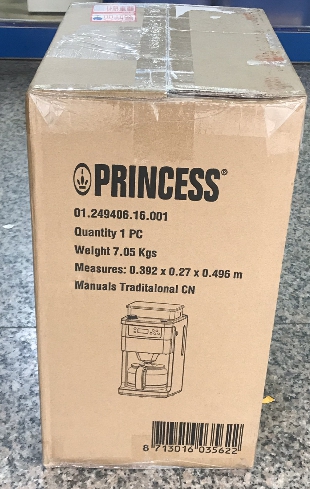 PRINCESS®
01.249406.16.001
Quantity 1 PC
Weight 7.05 Kgs
Measures: 0.392 x 0.27 x 0.496 m
Manuals Traditaional CN
8 713016 035622